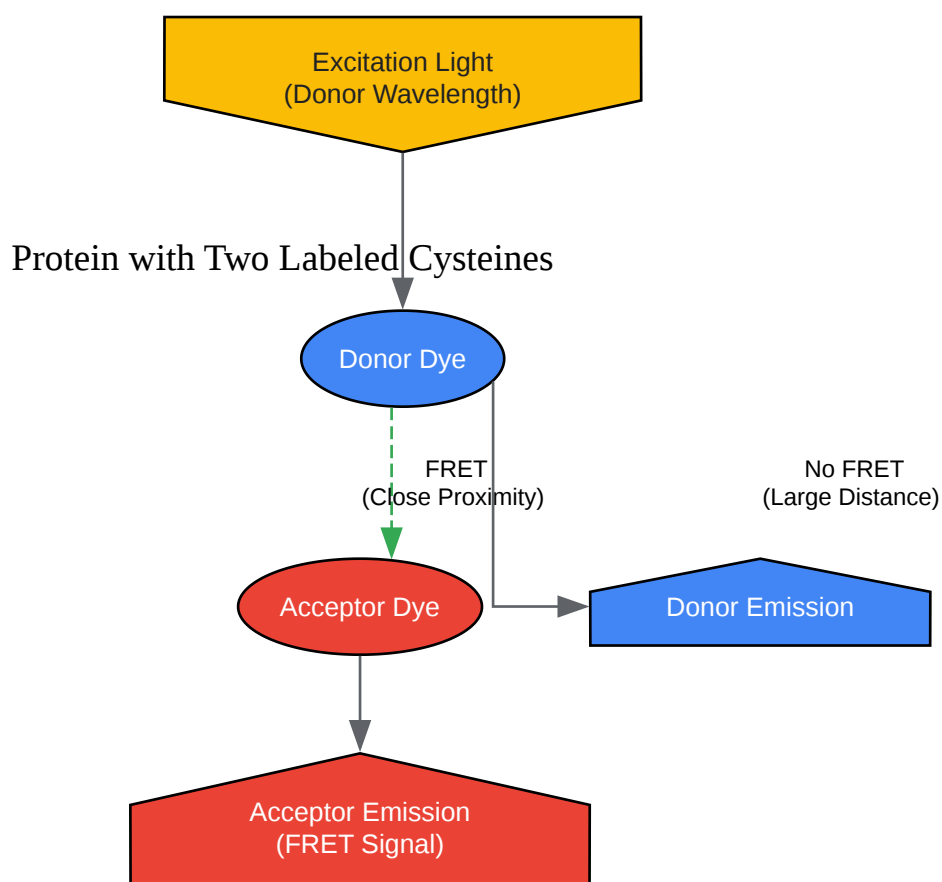 Excitation Light
(Donor Wavelength)
Protein with Two Labeled Cysteines
Donor Dye
FRET
(Close Proximity)
No FRET
(Large Distance)
Acceptor Dye
Donor Emission
Acceptor Emission
(FRET Signal)